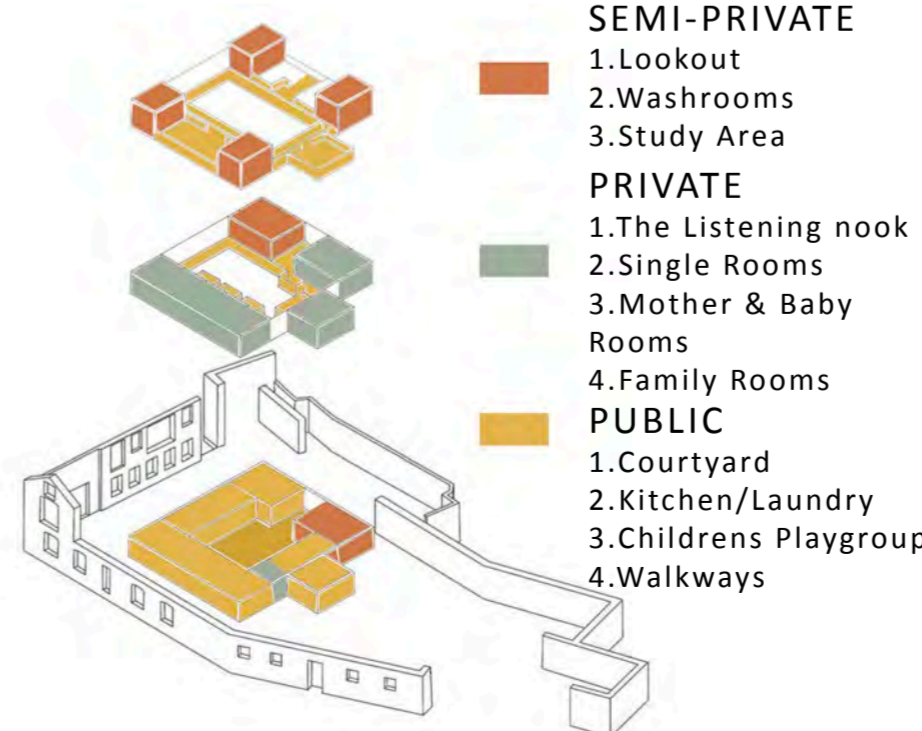 SEMI-PRIVATE
1.Lookout
2.Washrooms
3.Study Area
PRIVATE
1.The Listening nook
2.Single Rooms
3.Mother & Baby
Rooms
4.Family Rooms
PUBLIC
1.Courtyard
2.Kitchen/Laundry
3.Childrens Playgroup
4.Walkways